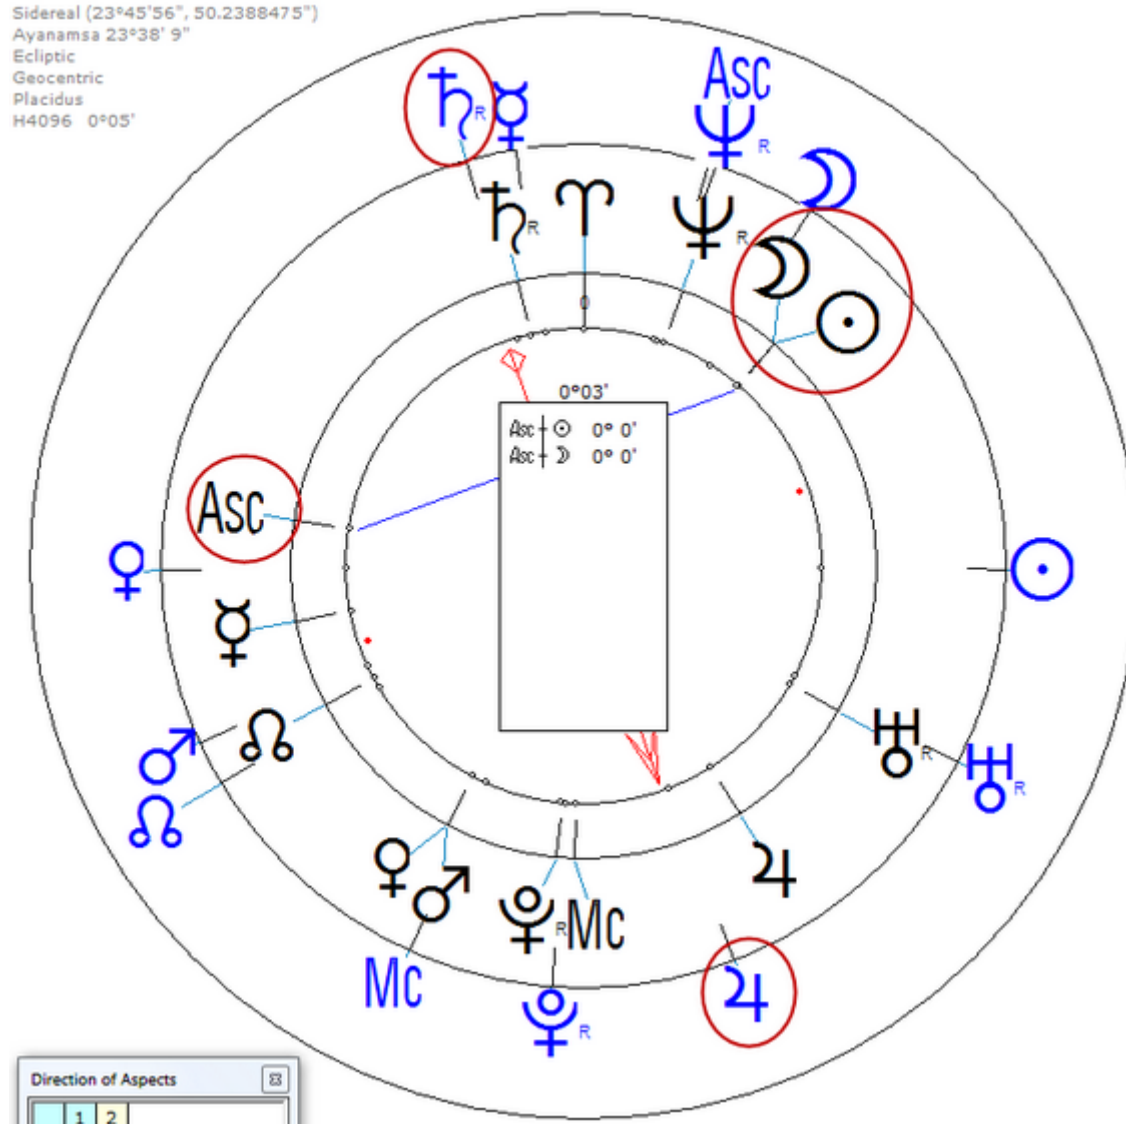 Sidereal (23°45'56", 50.2388475")
Ayanamsa 23°38' 9"
Ecliptic
Geocentric
Placidus
H4096 0°05'
Asc
♄R ☿
♆R
☽
♄R ♈ ♆R
☽
☉
0
0°03'
Asc ☉ 0° 0'
Asc ☽ 0° 0'
Asc
♀ ☉
☿
♂ ☊ ♅R
♅R
☊
♀ ♂ ♃
♇R Mc
Mc ♃
♇R
Direction of Aspects
1 2